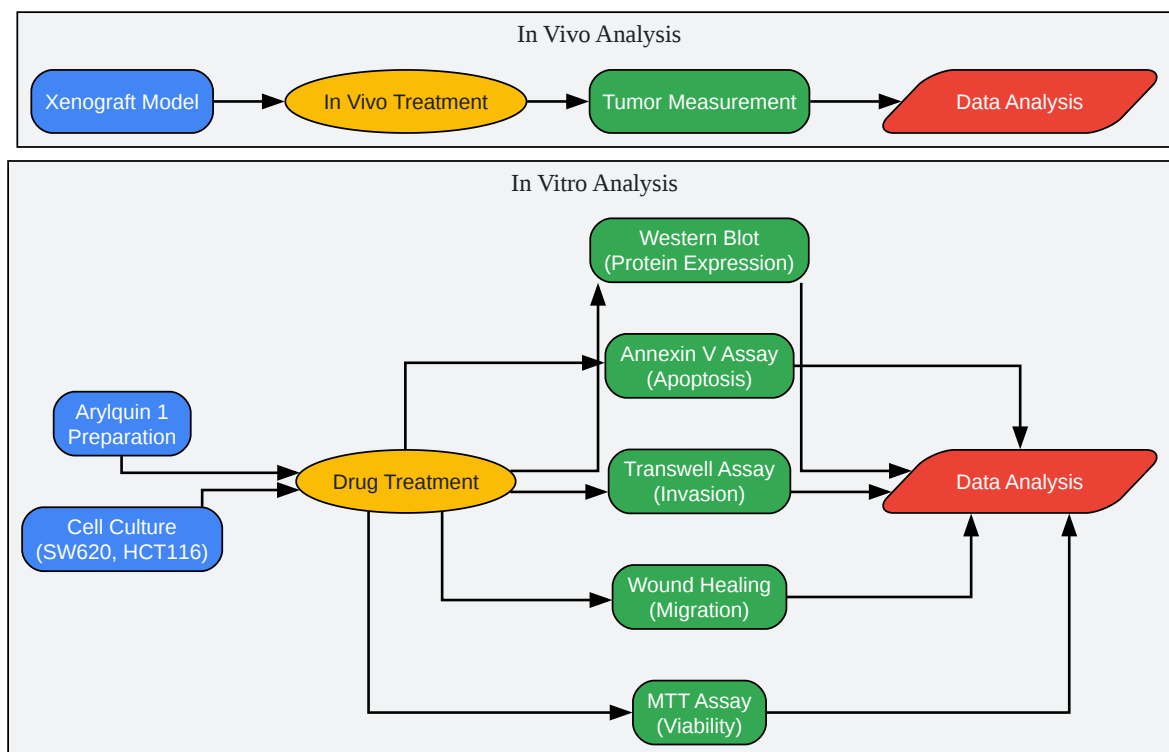 In Vivo Analysis
Xenograft Model
In Vivo Treatment
Tumor Measurement
Data Analysis
In Vitro Analysis
Western Blot
(Protein Expression)
Annexin V Assay
(Apoptosis)
Arylquin 1
Preparation
Drug Treatment
Transwell Assay
(Invasion)
Data Analysis
Cell Culture
(SW620, HCT116)
Wound Healing
(Migration)
MTT Assay
(Viability)